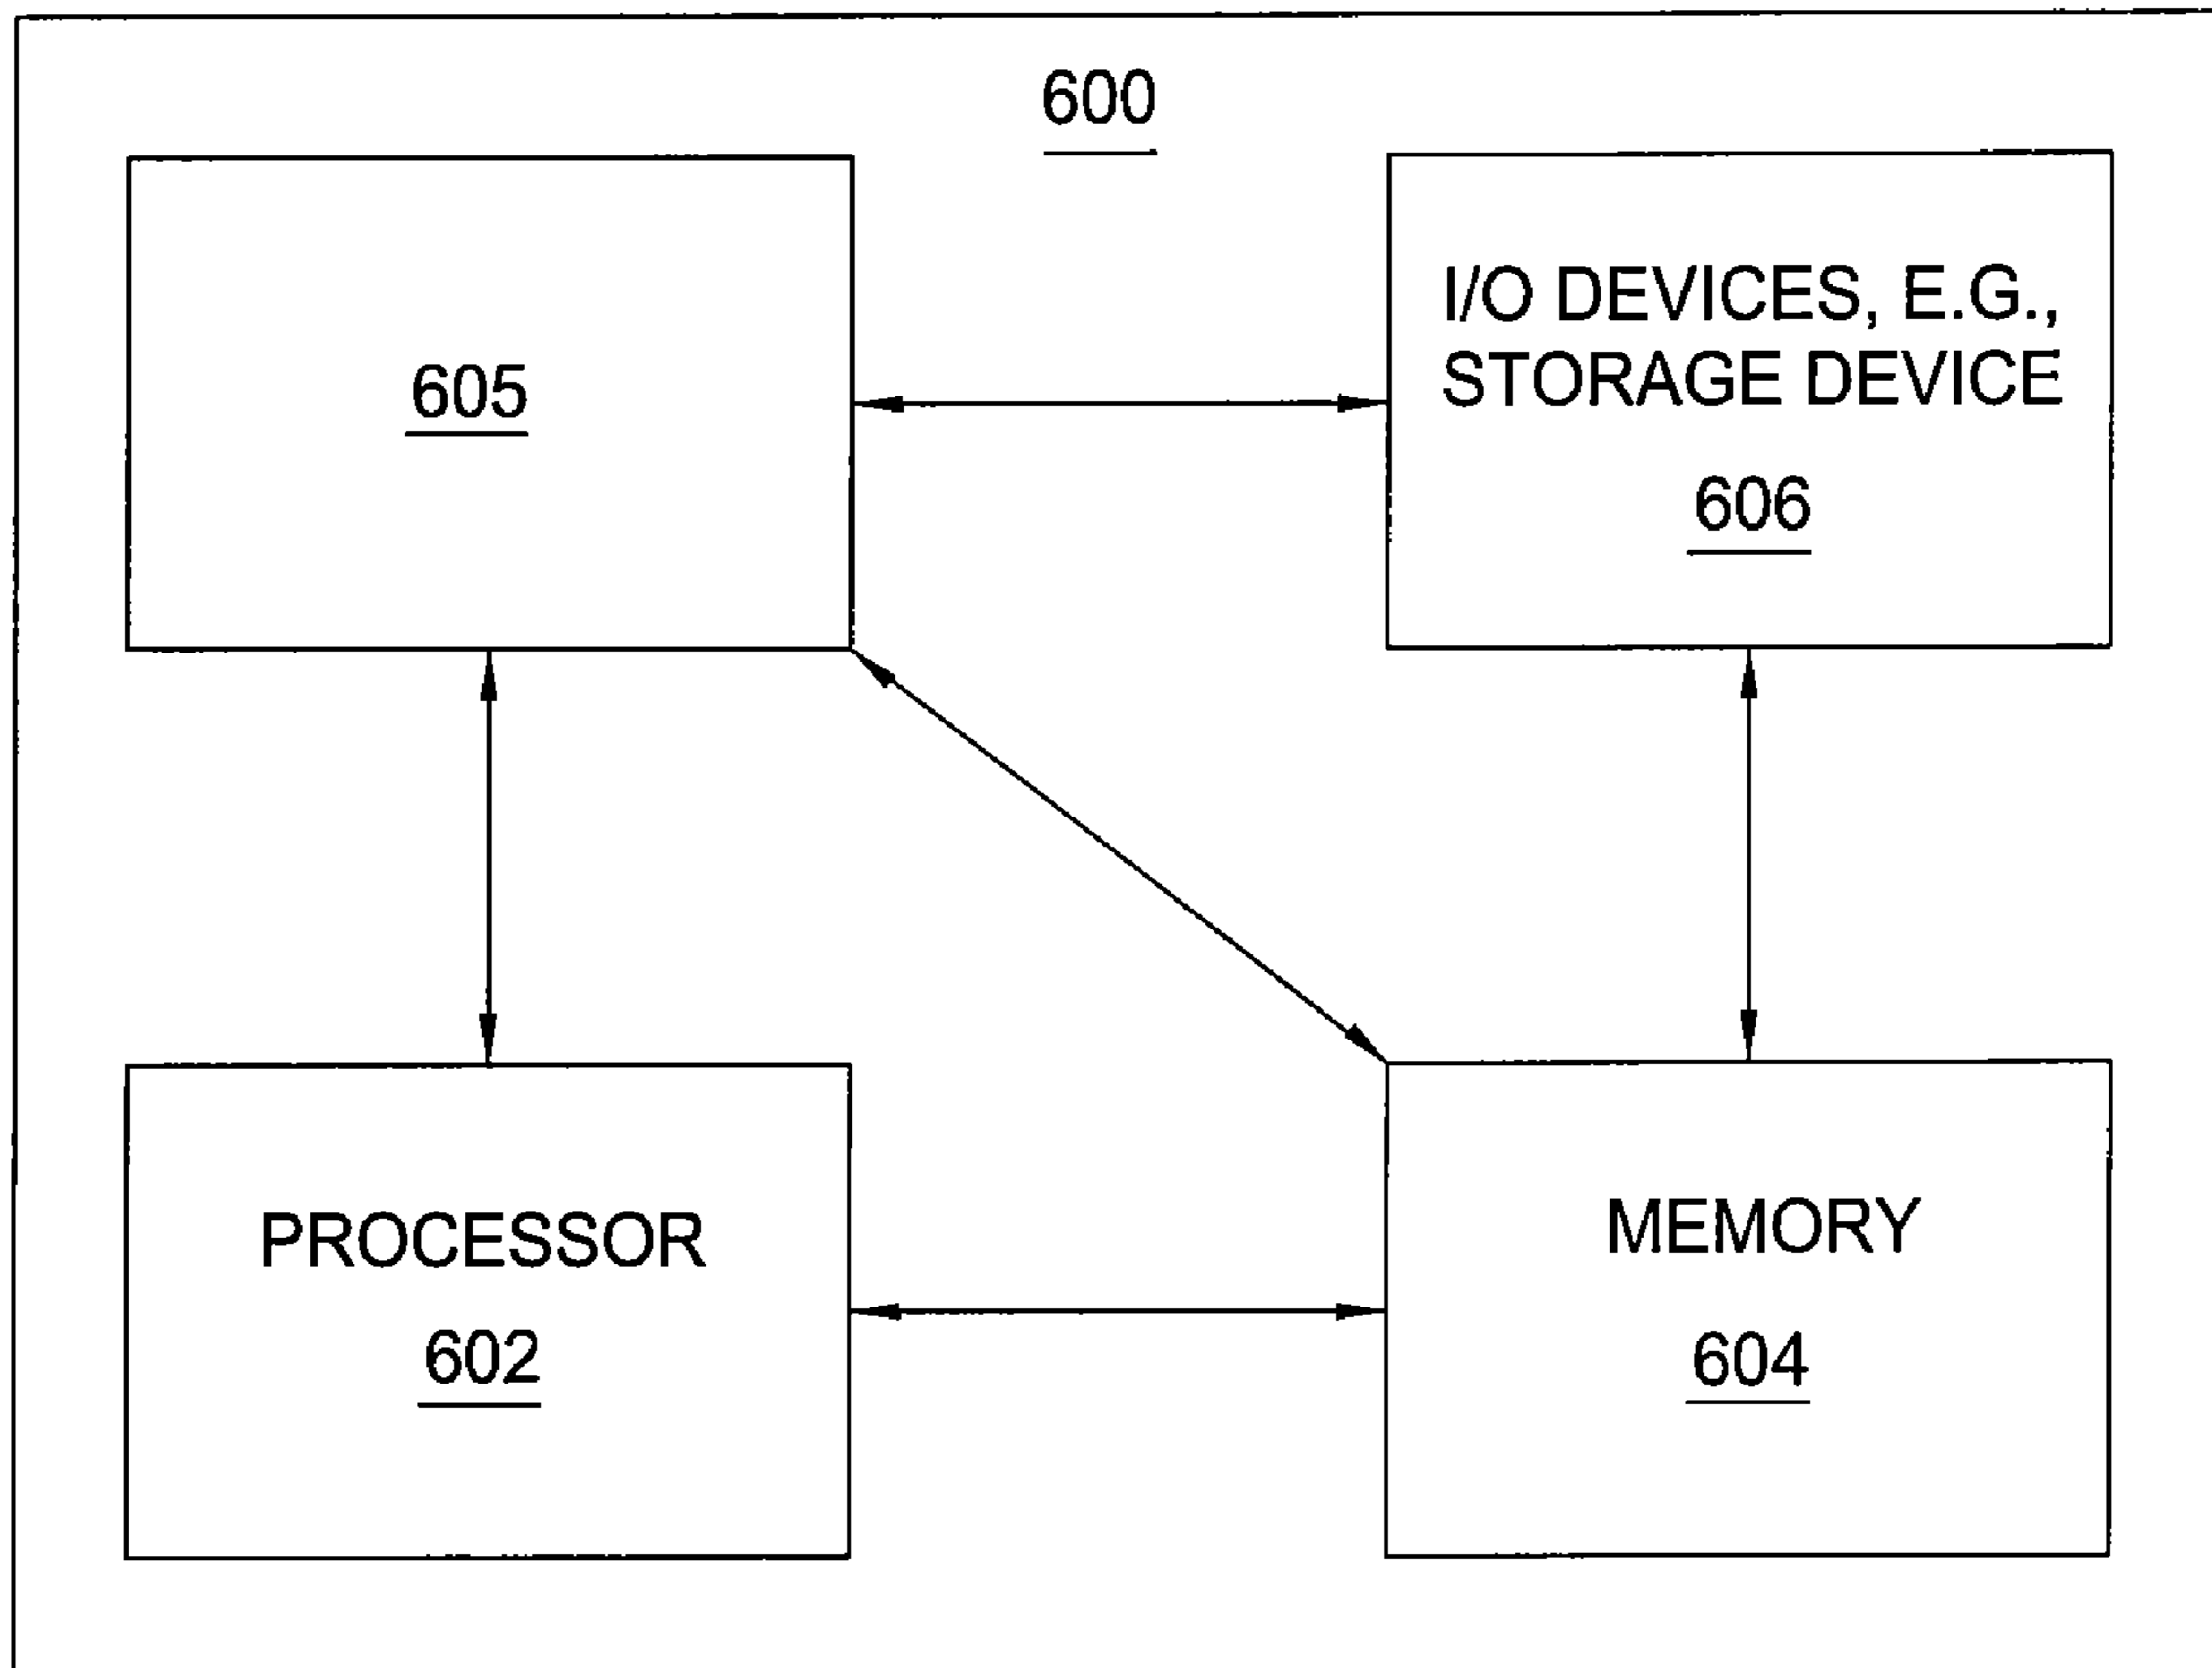 600
605
I/O DEVICES, E.G.,
STORAGE DEVICE
606
PROCESSOR
602
MEMORY
604